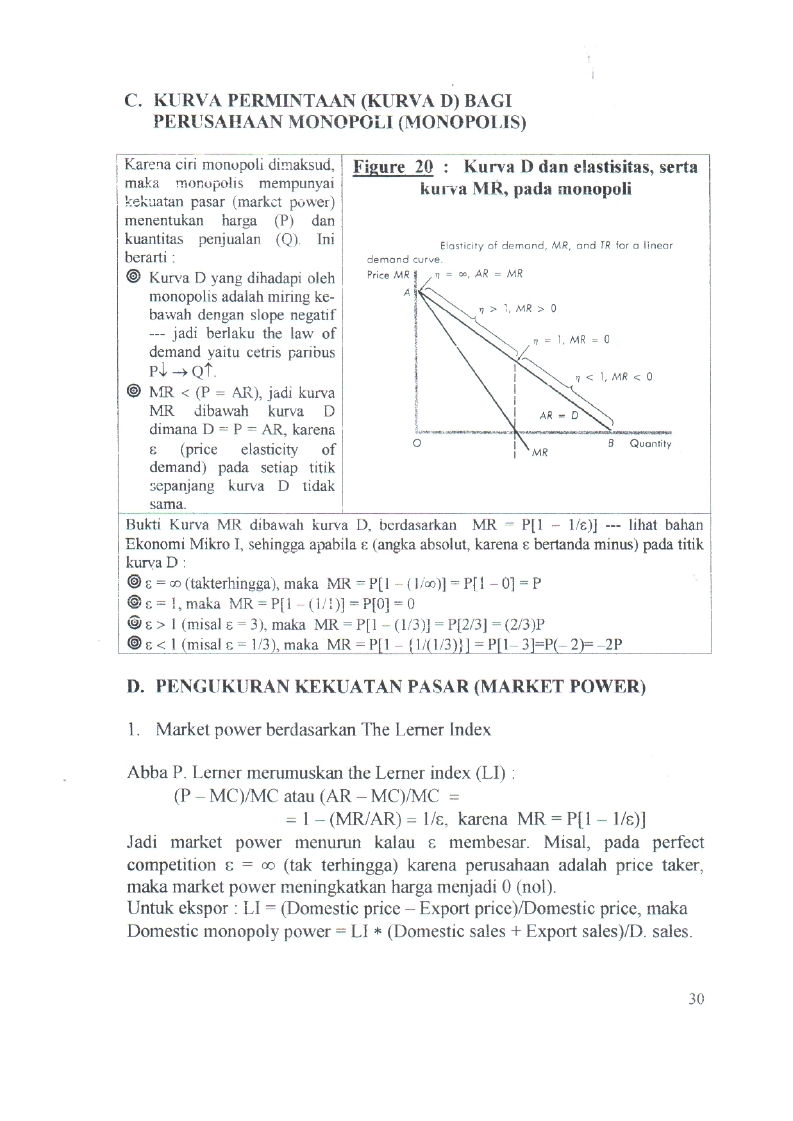 C. KURVA PERMINTAAN (KURVA D) BAGI
PERUSAHAAN MONOPOLI (MONOPOLIS)
Karena ciri monopoli dimaksud,
maka monopolis mempunyai
kekuatan pasar (market power)
menentukan harga (P) dan
kuantitas penjualan (Q). Ini
berarti :
◎ Kurva D yang dihadapi oleh
monopolis adalah miring ke-
bawah dengan slope negatif
--- jadi berlaku the law of
demand yaitu cetris paribus
P↓ → Q↑.
◎ MR < (P = AR), jadi kurva
MR dibawah kurva D
dimana D = P = AR, karena
ε (price elasticity of
demand) pada setiap titik
sepanjang kurva D tidak
sama.
Figure 20 : Kurva D dan elastisitas, serta
kurva MR, pada monopoli
Elasticity of demand, MR, and TR for a linear
demand curve.
Price MR
η = ∞, AR = MR
A
η > 1, MR > 0
η = 1, MR = 0
η < 1, MR < 0
AR = D
O
B Quantity
MR
Bukti Kurva MR dibawah kurva D, berdasarkan MR = P[1 – 1/ε)] --- lihat bahan
Ekonomi Mikro I, sehingga apabila ε (angka absolut, karena ε bertanda minus) pada titik
kurva D :
◎ ε = ∞ (takterhingga), maka MR = P[1 – (1/∞)] = P[1 – 0] = P
◎ ε = 1, maka MR = P[1 – (1/1)] = P[0] = 0
◎ ε > 1 (misal ε = 3), maka MR = P[1 – (1/3)] = P[2/3] = (2/3)P
◎ ε < 1 (misal ε = 1/3), maka MR = P[1 – {1/(1/3)}] = P[1– 3]=P(– 2)= –2P
D. PENGUKURAN KEKUATAN PASAR (MARKET POWER)
1. Market power berdasarkan The Lerner Index
Abba P. Lerner merumuskan the Lerner index (LI) :
(P – MC)/MC atau (AR – MC)/MC =
= 1 – (MR/AR) = 1/ε, karena MR = P[1 – 1/ε)]
Jadi market power menurun kalau ε membesar. Misal, pada perfect
competition ε = ∞ (tak terhingga) karena perusahaan adalah price taker,
maka market power meningkatkan harga menjadi 0 (nol).
Untuk ekspor : LI = (Domestic price – Export price)/Domestic price, maka
Domestic monopoly power = LI * (Domestic sales + Export sales)/D. sales.
30